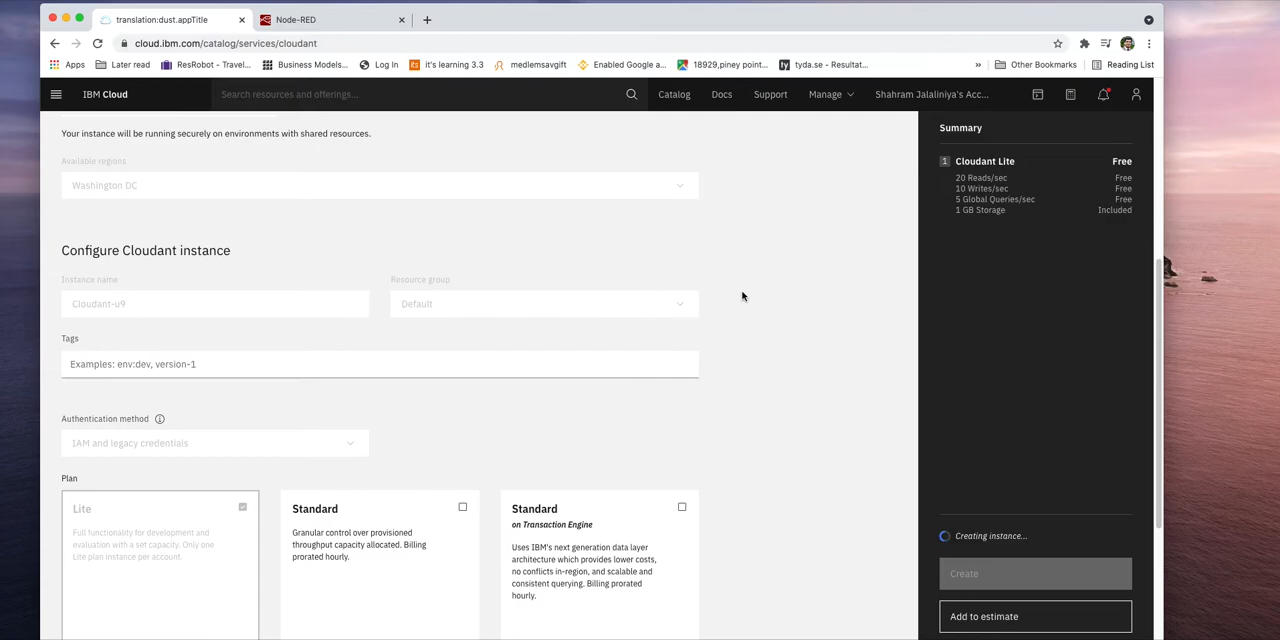 translation:dust.appTitle
Node-RED
cloud.ibm.com/catalog/services/cloudant
Apps
Later read
ResRobot - Travel...
Business Models...
Log In
it's learning 3.3
medlemsavgift
Enabled Google a...
18929,piney point...
tyda.se - Resultat...
»
Other Bookmarks
Reading List
IBM Cloud
Search resources and offerings...
Catalog
Docs
Support
Manage
Shahram Jalaliniya's Acc...
Your instance will be running securely on environments with shared resources.
Available regions
Washington DC
Configure Cloudant instance
Instance name
Resource group
Cloudant-u9
Default
Tags
Examples: env:dev, version-1
Authentication method
IAM and legacy credentials
Plan
Lite
Full functionality for development and
evaluation with a set capacity. Only one
Lite plan instance per account.
Standard
Granular control over provisioned
throughput capacity allocated. Billing
prorated hourly.
Standard
on Transaction Engine
Uses IBM's next generation data layer
architecture which provides lower costs,
no conflicts in-region, and scalable and
consistent querying. Billing prorated
hourly.
Summary
1 Cloudant Lite Free
20 Reads/sec Free
10 Writes/sec Free
5 Global Queries/sec Free
1 GB Storage Included
Creating instance...
Create
Add to estimate